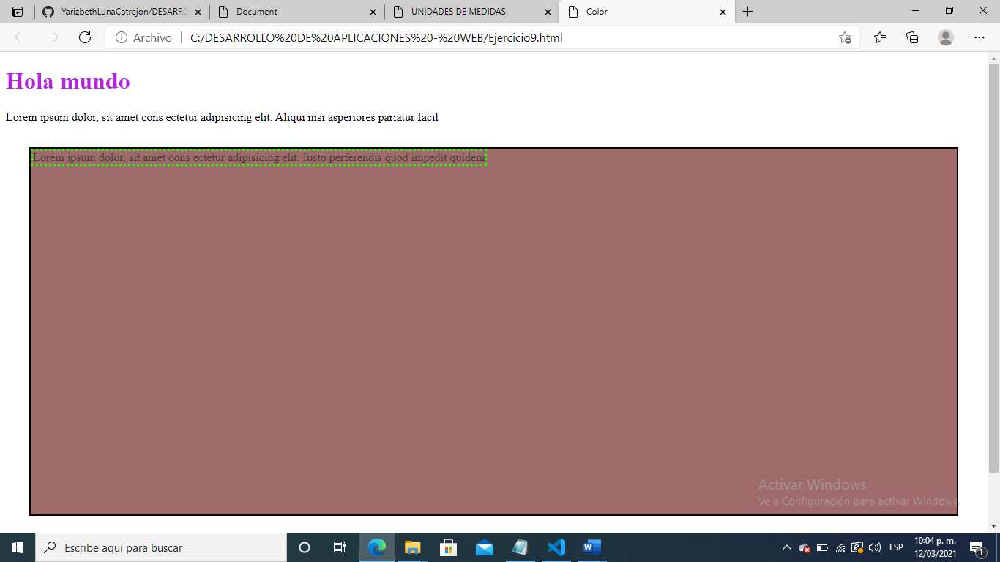 YarizbethLunaCatrejon/DESARRO
Document
UNIDADES DE MEDIDAS
Color
Archivo
C:/DESARROLLO%20DE%20APLICACIONES%20-%20WEB/Ejercicio9.html
Hola mundo
Lorem ipsum dolor, sit amet cons ectetur adipisicing elit. Aliqui nisi asperiores pariatur facil
Lorem ipsum dolor, sit amet cons ectetur adipisicing elit. Iusto perferendis quod impedit quidem
Activar Windows
Ve a Configuración para activar Windows.
Escribe aquí para buscar
ESP
10:04 p. m.
12/03/2021
1